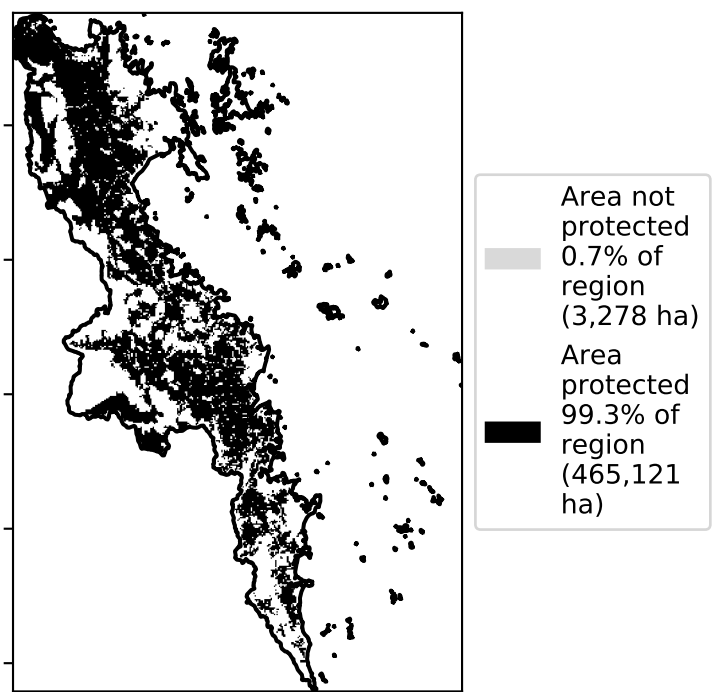 Area not
protected
0.7% of
region
(3,278 ha)
Area
protected
99.3% of
region
(465,121
ha)